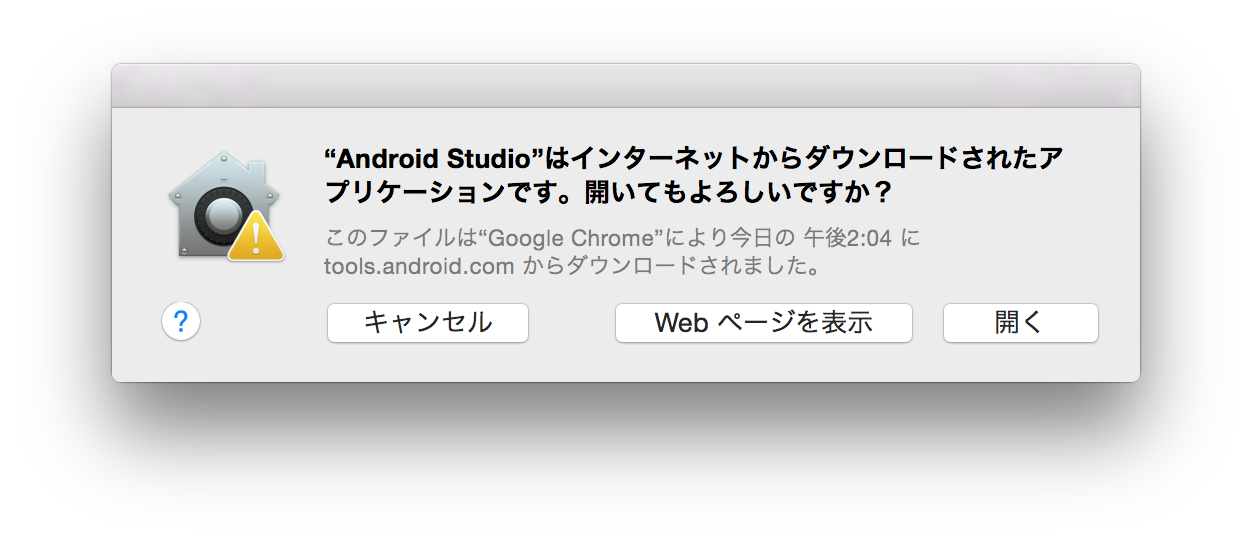 “Android Studio”はインターネットからダウンロードされたア
プリケーションです。開いてもよろしいですか？
このファイルは“Google Chrome”により今日の 午後2:04 に
tools.android.com からダウンロードされました。
? キャンセル Web ページを表示 開く